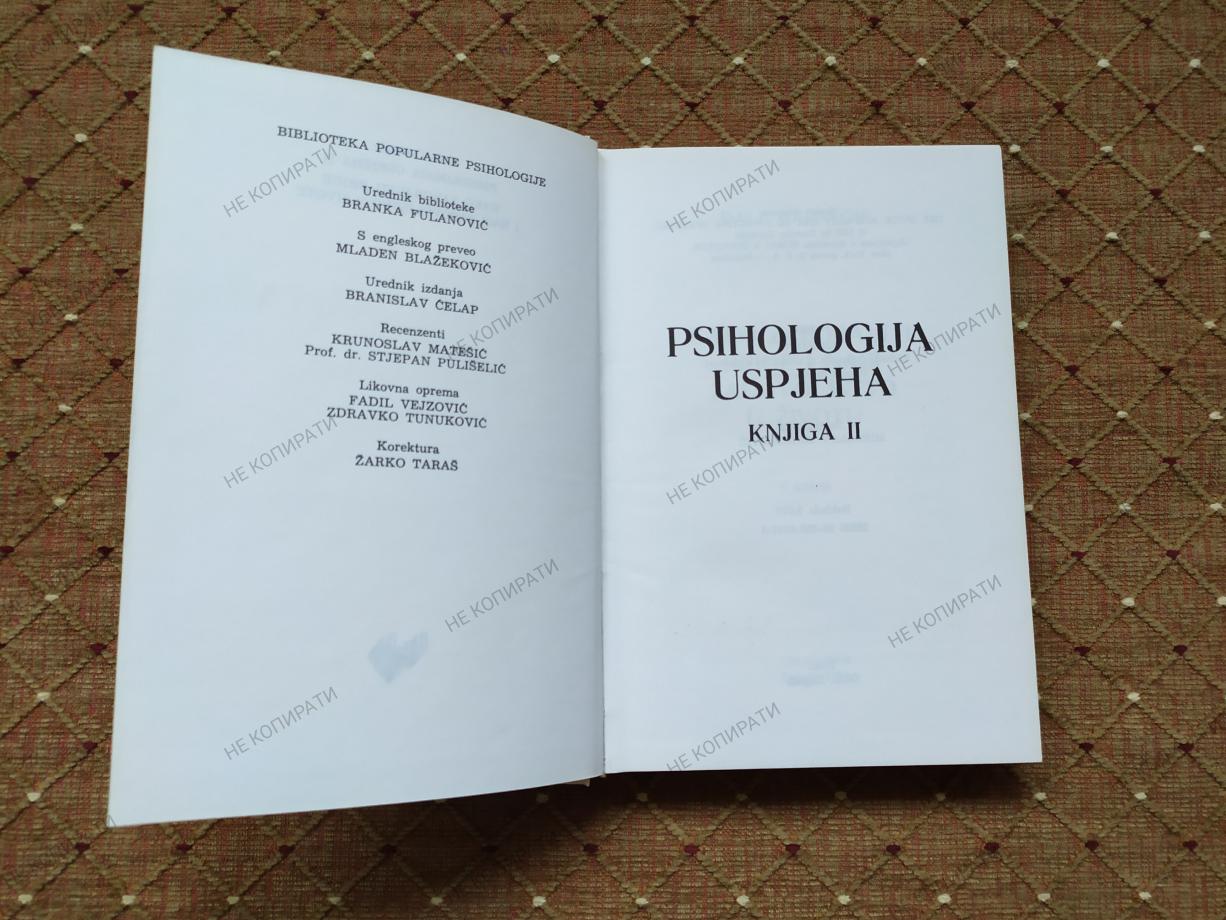 BIBLIOTEKA POPULARNE PSIHOLOGIJE
Urednik biblioteke
BRANKA FULANOVIĆ
S engleskog preveo
MLADEN BLAŽEKOVIĆ
Urednik izdanja
BRANISLAV ČELAP
Recenzenti
KRUNOSLAV MATEŠIĆ
Prof. dr. STJEPAN PULIŠELIĆ
Likovna oprema
FADIL VEJZOVIĆ
ZDRAVKO TUNUKOVIĆ
Korektura
ŽARKO TARAŠ
PSIHOLOGIJA
USPJEHA
KNJIGA II
НЕ КОПИРАТИ
НЕ КОПИРАТИ
НЕ КОПИРАТИ
НЕ КОПИРАТИ
НЕ КОПИРАТИ
НЕ КОПИРАТИ
НЕ КОПИРАТИ
НЕ КОПИРАТИ
НЕ КОПИРАТИ
НЕ КОПИРАТИ